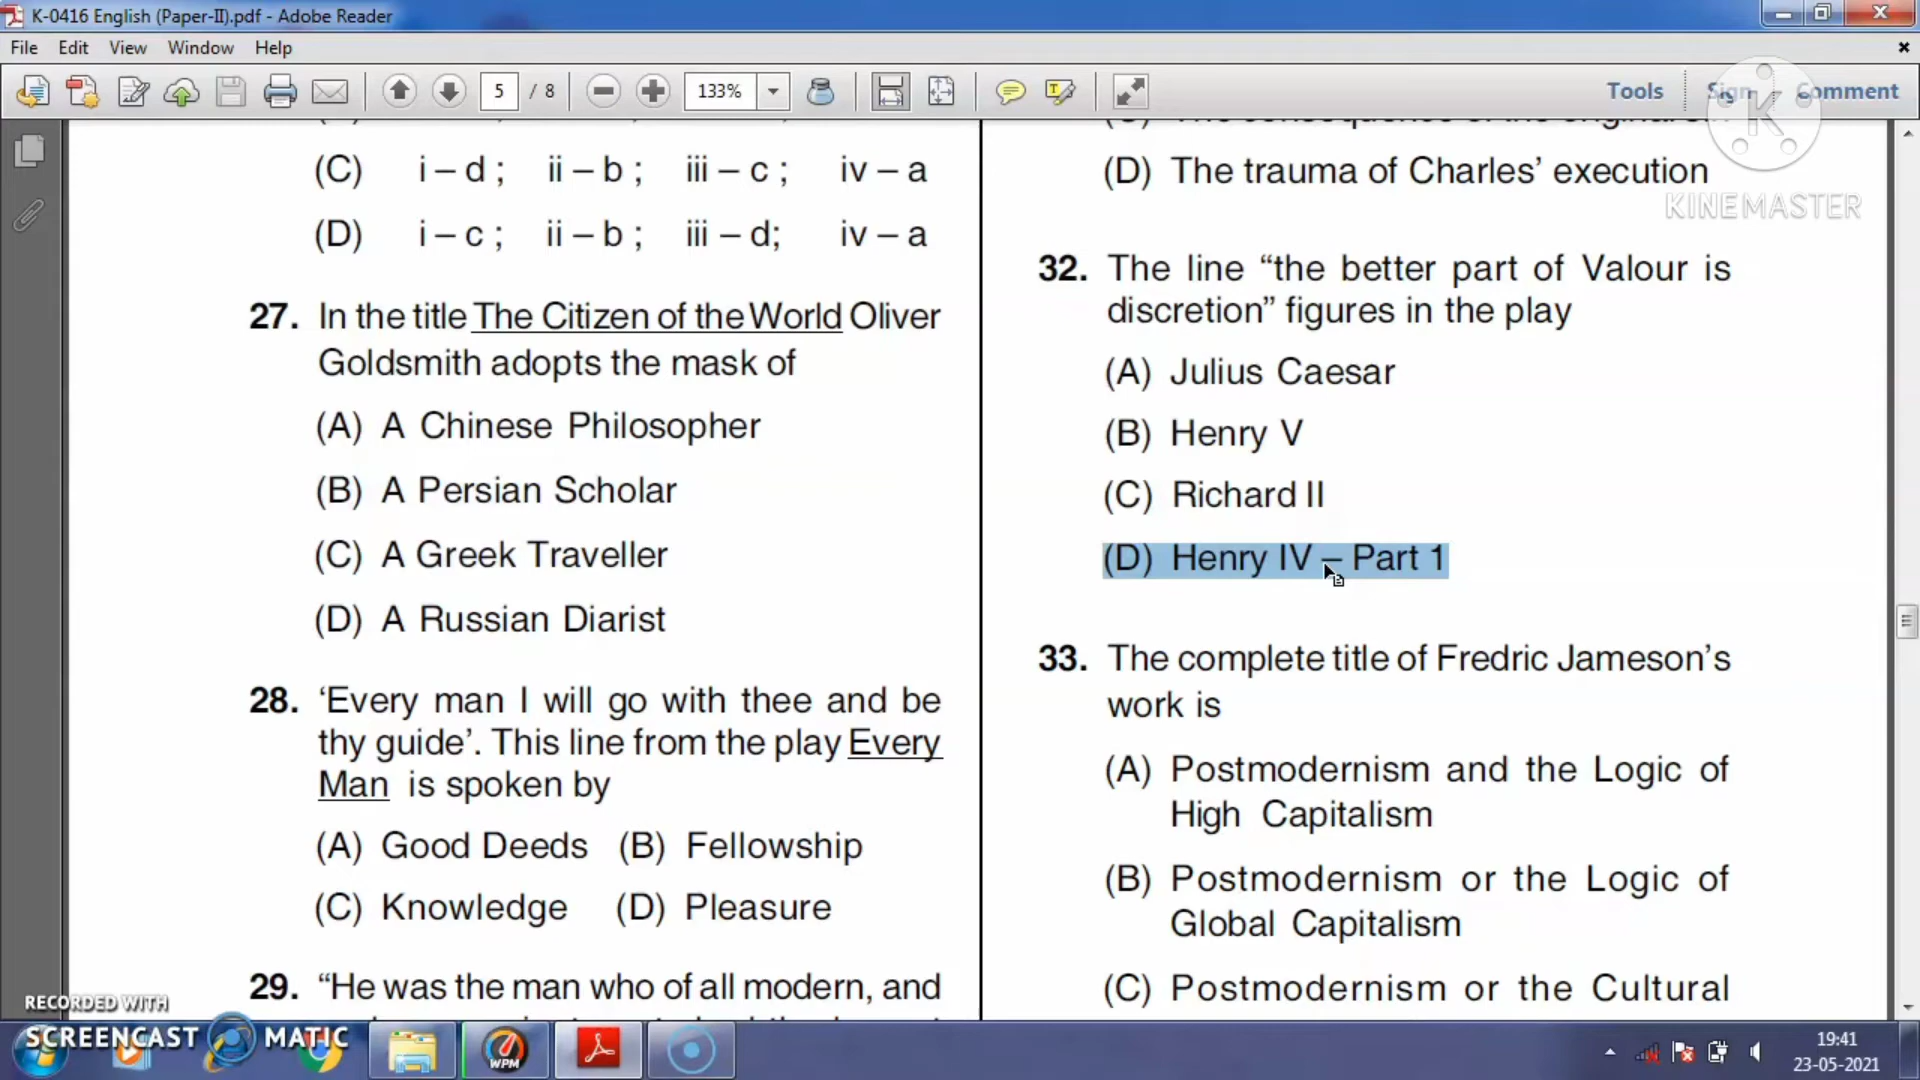 K-0416 English (Paper-II).pdf - Adobe Reader
File Edit View Window Help
5 / 8 133% Tools Sign Comment
KINEMASTER
(C) i – d ; ii – b ; iii – c ; iv – a
(D) i – c ; ii – b ; iii – d; iv – a
27. In the title The Citizen of the World Oliver
Goldsmith adopts the mask of
(A) A Chinese Philosopher
(B) A Persian Scholar
(C) A Greek Traveller
(D) A Russian Diarist
28. ‘Every man I will go with thee and be
thy guide’. This line from the play Every
Man is spoken by
(A) Good Deeds (B) Fellowship
(C) Knowledge (D) Pleasure
29. “He was the man who of all modern, and
(D) The trauma of Charles’ execution
32. The line “the better part of Valour is
discretion” figures in the play
(A) Julius Caesar
(B) Henry V
(C) Richard II
(D) Henry IV – Part 1
33. The complete title of Fredric Jameson’s
work is
(A) Postmodernism and the Logic of
High Capitalism
(B) Postmodernism or the Logic of
Global Capitalism
(C) Postmodernism or the Cultural
RECORDED WITH
SCREENCAST MATIC
WPM
19:41
23-05-2021